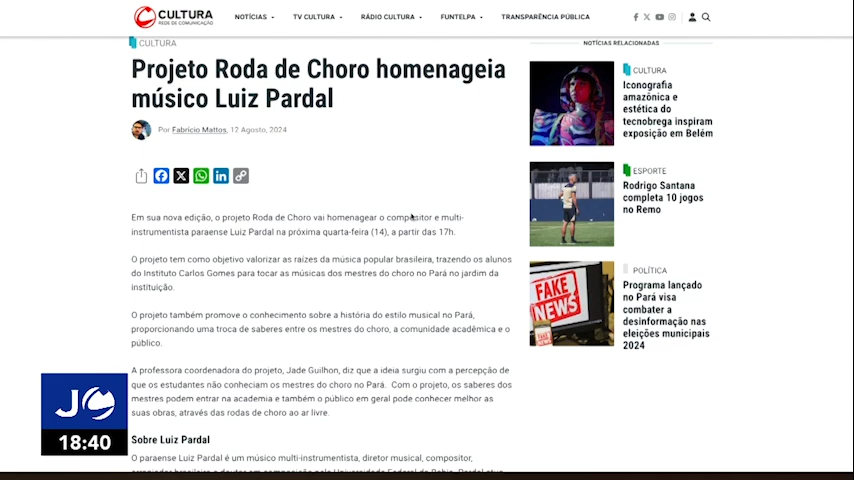 CULTURA
REDE DE COMUNICAÇÃO
NOTÍCIAS
TV CULTURA
RÁDIO CULTURA
FUNTELPA
TRANSPARÊNCIA PÚBLICA
CULTURA
Projeto Roda de Choro homenageia
músico Luiz Pardal
Por Fabrício Mattos, 12 Agosto, 2024
Em sua nova edição, o projeto Roda de Choro vai homenagear o compositor e multi-
instrumentista paraense Luiz Pardal na próxima quarta-feira (14), a partir das 17h.
O projeto tem como objetivo valorizar as raízes da música popular brasileira, trazendo os alunos
do Instituto Carlos Gomes para tocar as músicas dos mestres do choro no Pará no jardim da
instituição.
O projeto também promove o conhecimento sobre a história do estilo musical no Pará,
proporcionando uma troca de saberes entre os mestres do choro, a comunidade acadêmica e o
público.
A professora coordenadora do projeto, Jade Guilhon, diz que a ideia surgiu com a percepção de
que os estudantes não conheciam os mestres do choro no Pará. Com o projeto, os saberes dos
mestres podem entrar na academia e também o público em geral pode conhecer melhor as
suas obras, através das rodas de choro ao ar livre.
Sobre Luiz Pardal
O paraense Luiz Pardal é um músico multi-instrumentista, diretor musical, compositor,
NOTÍCIAS RELACIONADAS
CULTURA
Iconografia
amazônica e
estética do
tecnobrega inspiram
exposição em Belém
ESPORTE
Rodrigo Santana
completa 10 jogos
no Remo
FAKE
NEWS
POLÍTICA
Programa lançado
no Pará visa
combater a
desinformação nas
eleições municipais
2024
JC
18:40